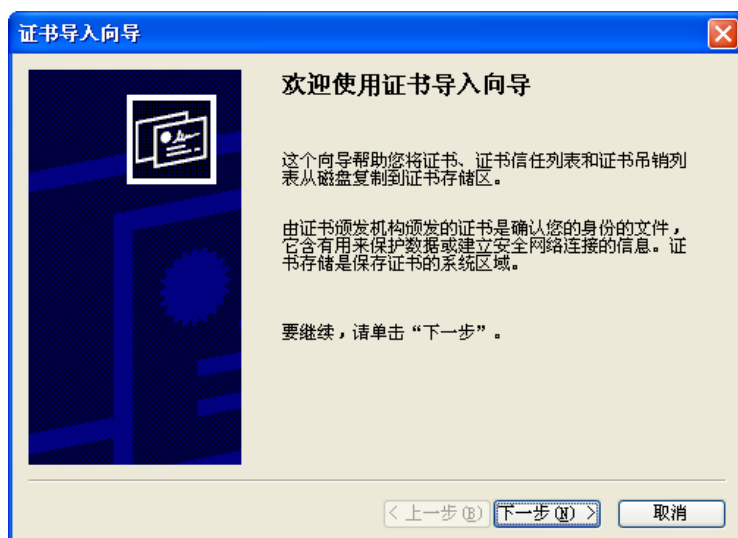 证书导入向导
欢迎使用证书导入向导
这个向导帮助您将证书、证书信任列表和证书吊销列
表从磁盘复制到证书存储区。
由证书颁发机构颁发的证书是确认您的身份的文件，
它含有用来保护数据或建立安全网络连接的信息。证
书存储是保存证书的系统区域。
要继续，请单击“下一步”。
< 上一步(B) 下一步(N) > 取消